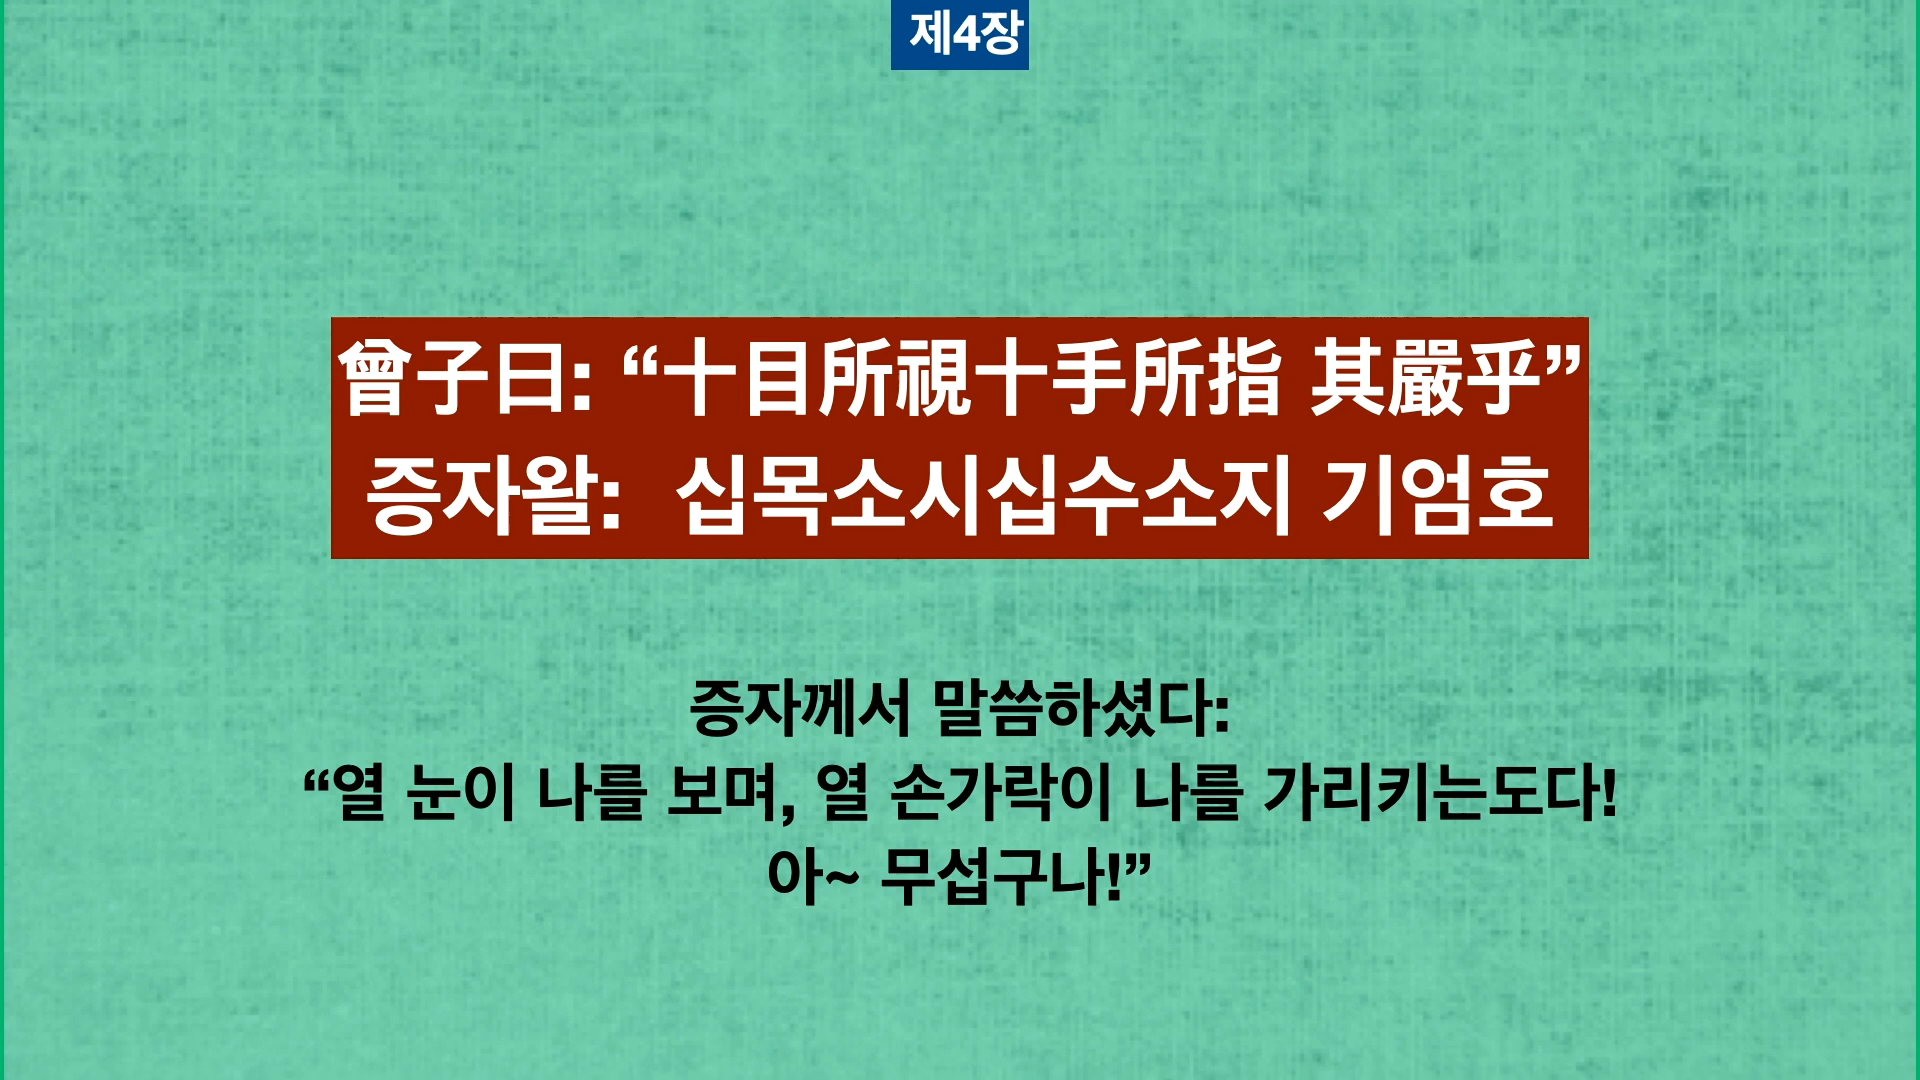 제4장
曾子曰: “十目所視十手所指 其嚴乎”
증자왈: 십목소시십수소지 기엄호
증자께서 말씀하셨다:
“열 눈이 나를 보며, 열 손가락이 나를 가리키는도다!
아~ 무섭구나!”